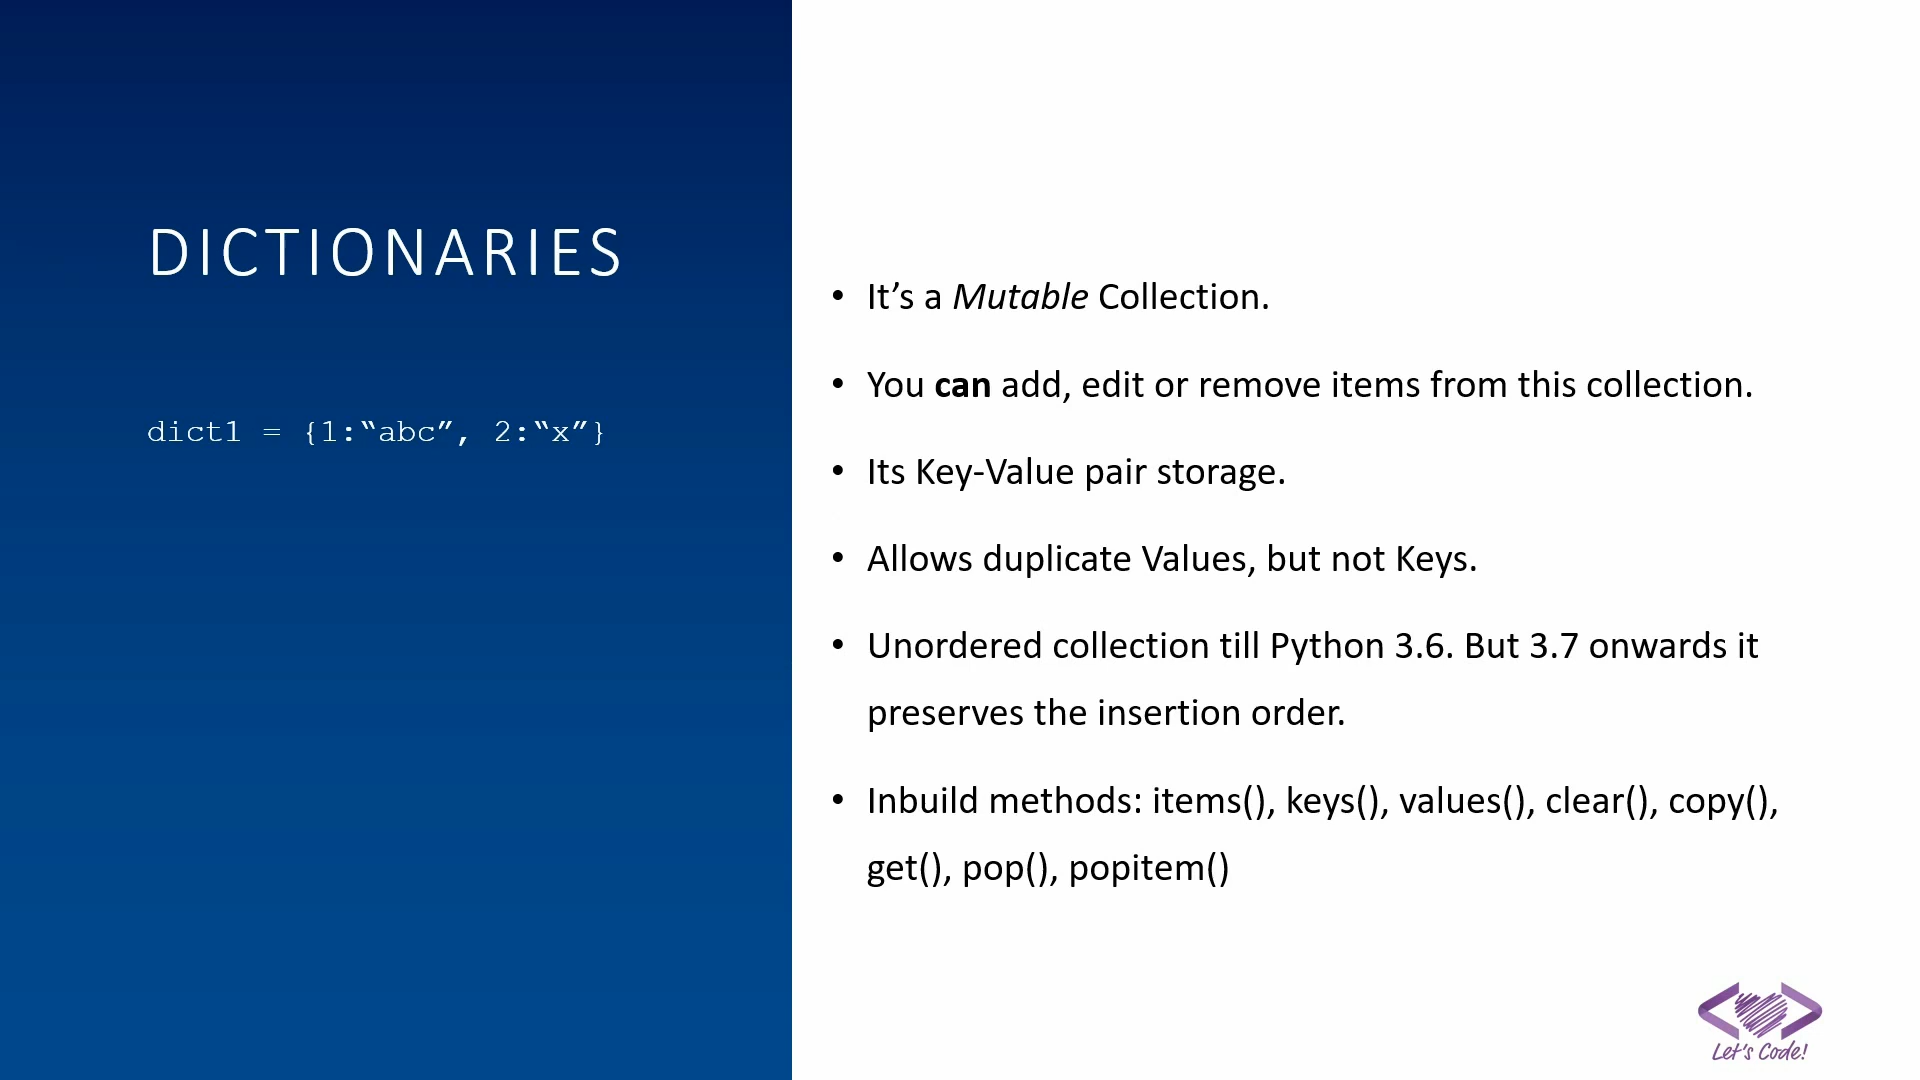 DICTIONARIES
dict1 = {1:“abc”, 2:“x”}
• It’s a Mutable Collection.
• You can add, edit or remove items from this collection.
• Its Key-Value pair storage.
• Allows duplicate Values, but not Keys.
• Unordered collection till Python 3.6. But 3.7 onwards it
preserves the insertion order.
• Inbuild methods: items(), keys(), values(), clear(), copy(),
get(), pop(), popitem()
Let's Code!